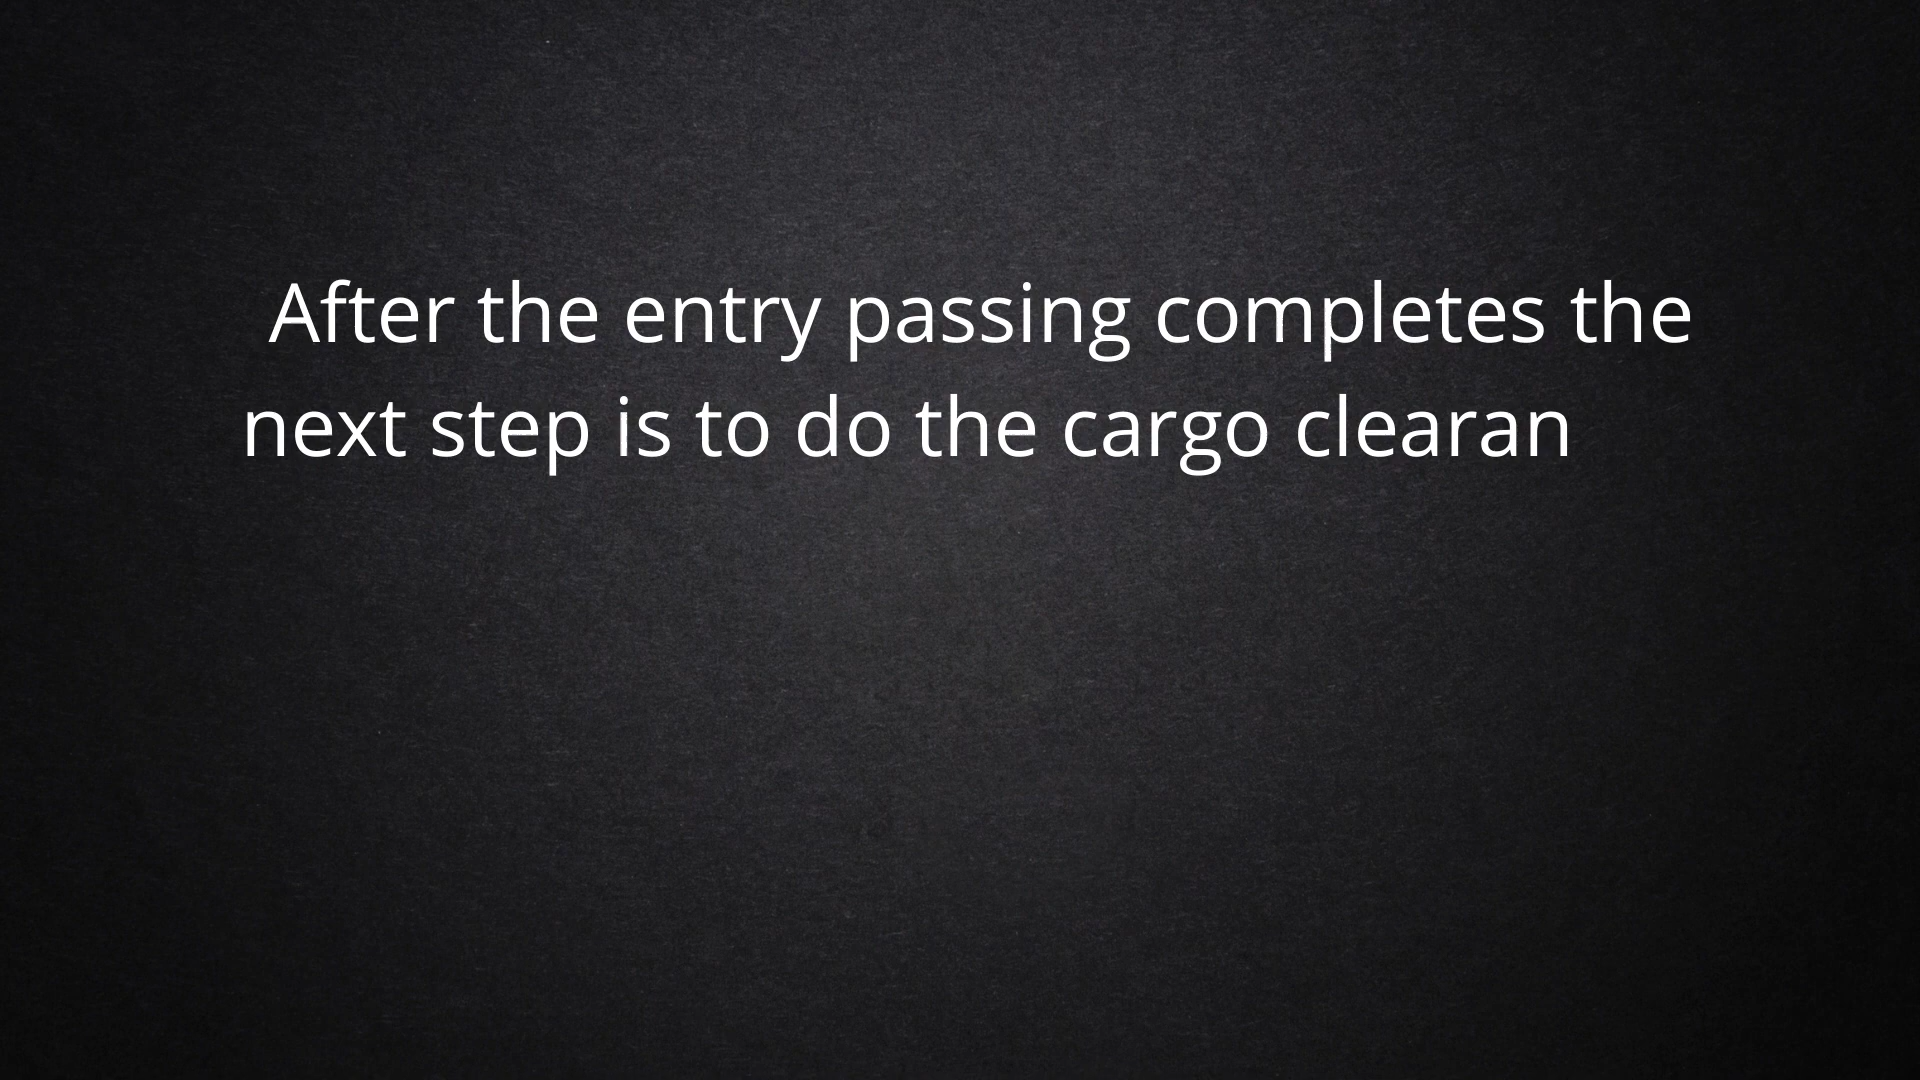 After the entry passing completes the
next step is to do the cargo clearan